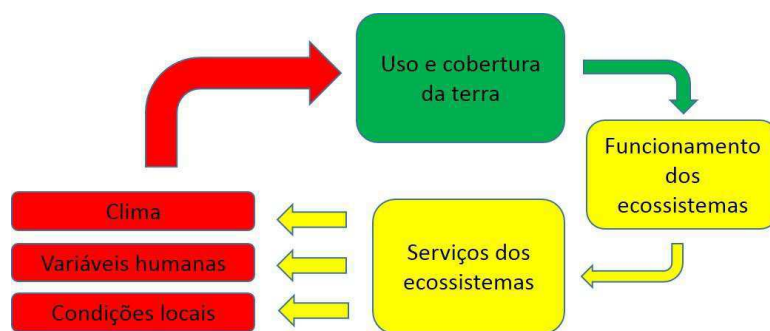 Uso e cobertura
da terra
Funcionamento
dos
ecossistemas
Serviços dos
ecossistemas
Clima
Variáveis humanas
Condições locais